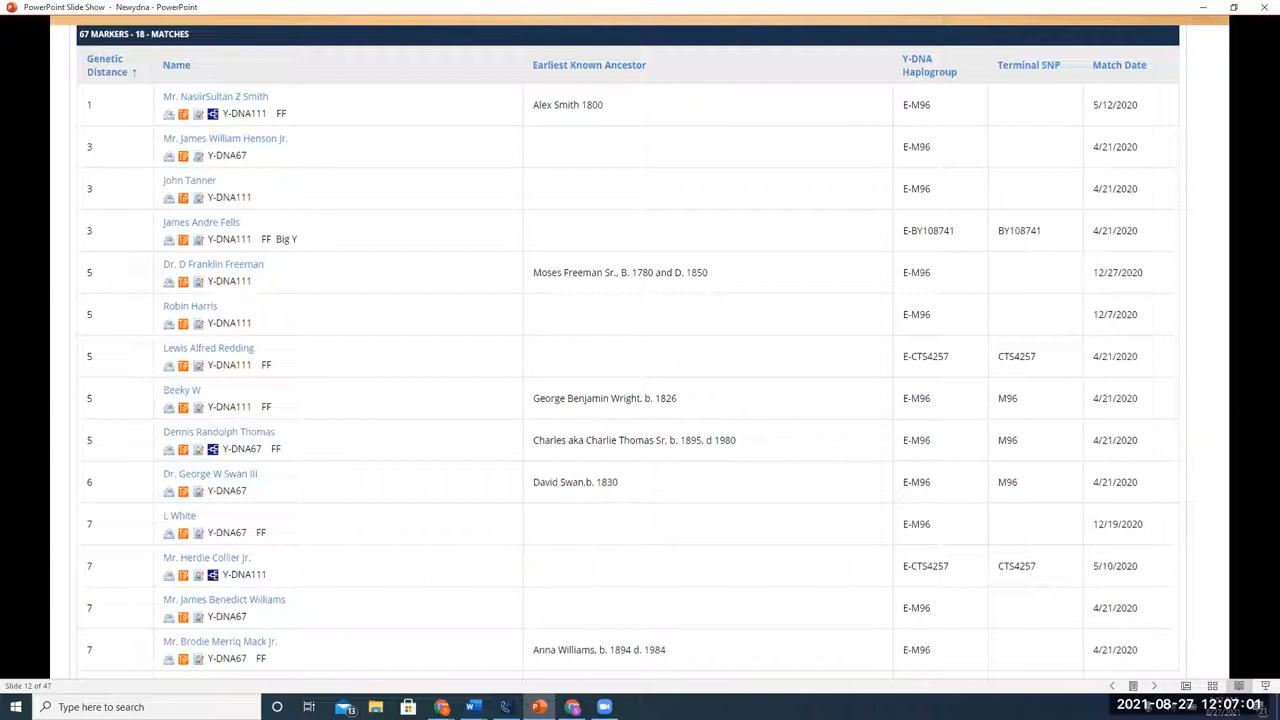 PowerPoint Slide Show - Newydna - PowerPoint
67 MARKERS - 18 - MATCHES
Genetic Distance ↑ Name Earliest Known Ancestor Y-DNA Haplogroup Terminal SNP Match Date
1 Mr. NasiirSultan Z Smith Alex Smith 1800 E-M96 5/12/2020
Y-DNA111 FF
3 Mr. James William Henson Jr. E-M96 4/21/2020
Y-DNA67
3 John Tanner E-M96 4/21/2020
Y-DNA111
3 James Andre Fells E-BY108741 BY108741 4/21/2020
Y-DNA111 FF Big Y
5 Dr. D Franklin Freeman Moses Freeman Sr., B. 1780 and D. 1850 E-M96 12/27/2020
Y-DNA111
5 Robin Harris E-M96 12/7/2020
Y-DNA111
5 Lewis Alfred Redding E-CTS4257 CTS4257 4/21/2020
Y-DNA111 FF
5 Beeky W George Benjamin Wright, b. 1826 E-M96 M96 4/21/2020
Y-DNA111 FF
5 Dennis Randolph Thomas Charles aka Charlie Thomas Sr, b. 1895, d 1980 E-M96 M96 4/21/2020
Y-DNA67 FF
6 Dr. George W Swan III David Swan,b. 1830 E-M96 M96 4/21/2020
Y-DNA67
7 L White E-M96 12/19/2020
Y-DNA67 FF
7 Mr. Herdie Collier Jr. E-CTS4257 CTS4257 5/10/2020
Y-DNA111
7 Mr. James Benedict Williams E-M96 4/21/2020
Y-DNA67
7 Mr. Brodie Merriq Mack Jr. Anna Williams, b. 1894 d. 1984 E-M96 4/21/2020
Y-DNA67 FF
Slide 12 of 47
Type here to search
2021-08-27 12:07:01